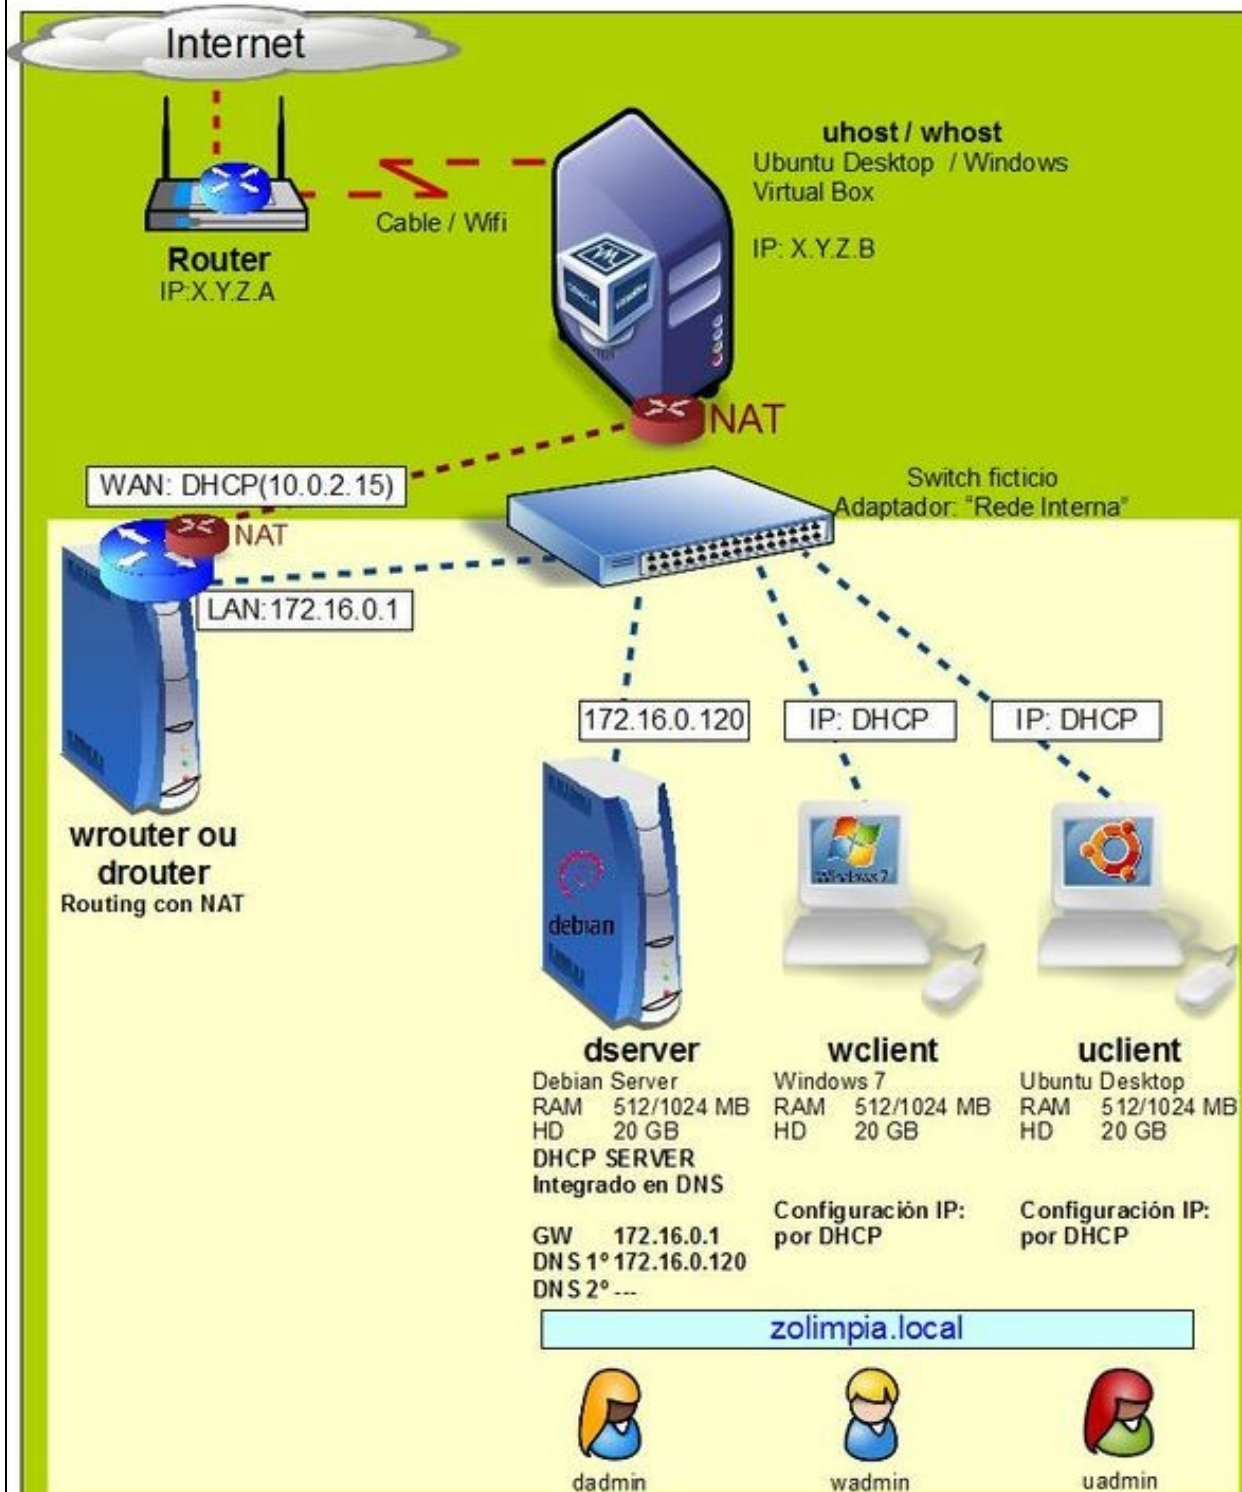 Internet
uhost / whost
Ubuntu Desktop / Windows
Virtual Box
IP: X.Y.Z.B
Cable / Wifi
Router
IP:X.Y.Z.A
NAT
WAN: DHCP(10.0.2.15)
Switch ficticio
Adaptador: "Rede Interna"
NAT
LAN:172.16.0.1
172.16.0.120
IP: DHCP
IP: DHCP
wrouter ou
drouter
Routing con NAT
Windows 7
debian
dserver
Debian Server
RAM 512/1024 MB
HD 20 GB
DHCP SERVER
Integrado en DNS
GW 172.16.0.1
DNS 1º 172.16.0.120
DNS 2º ---
wclient
Windows 7
RAM 512/1024 MB
HD 20 GB
Configuración IP:
por DHCP
uclient
Ubuntu Desktop
RAM 512/1024 MB
HD 20 GB
Configuración IP:
por DHCP
zolimpia.local
dadmin
wadmin
uadmin